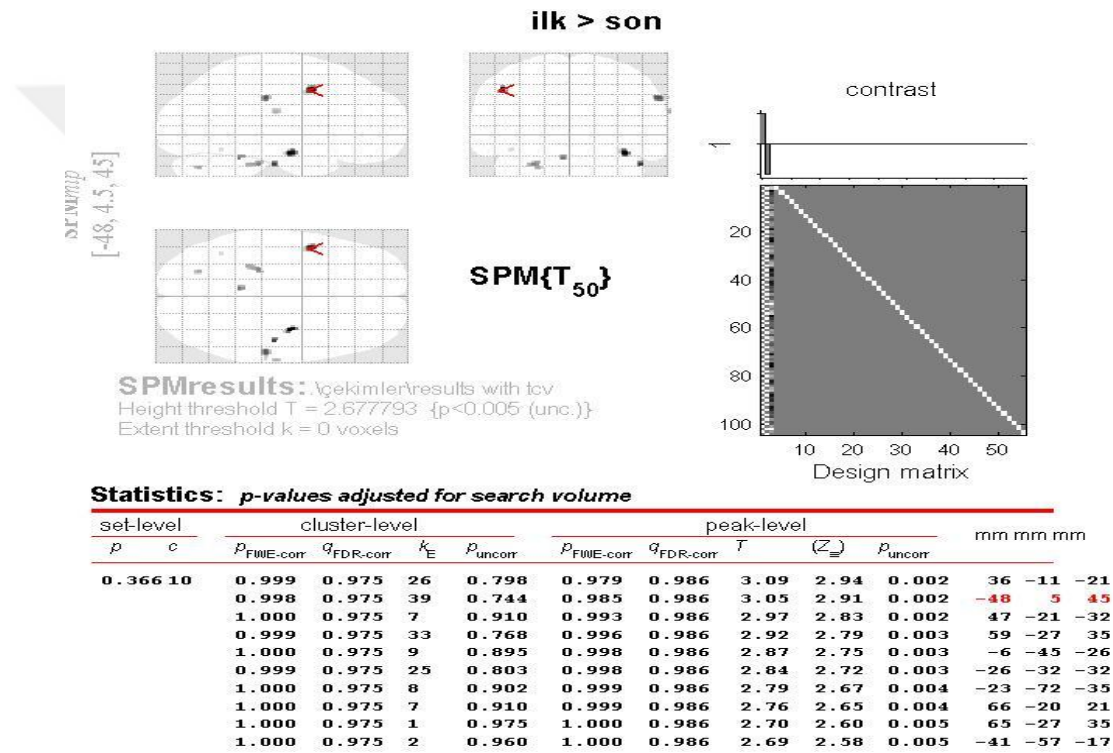 ilk > son
contrast
1
SPMmip
[-48, 4.5, 45]
SPM{T50}
20
40
60
80
100
10 20 30 40 50
Design matrix
SPMresults: .\çekimler\results with tcv
Height threshold T = 2.677793 {p<0.005 (unc.)}
Extent threshold k = 0 voxels
Statistics: p-values adjusted for search volume
set-level cluster-level peak-level mm mm mm
p c pFWE-corr qFDR-corr kE puncorr pFWE-corr qFDR-corr T (Z≡) puncorr
0.366 10 0.999 0.975 26 0.798 0.979 0.986 3.09 2.94 0.002 36 -11 -21
0.998 0.975 39 0.744 0.985 0.986 3.05 2.91 0.002 -48 5 45
1.000 0.975 7 0.910 0.993 0.986 2.97 2.83 0.002 47 -21 -32
0.999 0.975 33 0.768 0.996 0.986 2.92 2.79 0.003 59 -27 35
1.000 0.975 9 0.895 0.998 0.986 2.87 2.75 0.003 -6 -45 -26
0.999 0.975 25 0.803 0.998 0.986 2.84 2.72 0.003 -26 -32 -32
1.000 0.975 8 0.902 0.999 0.986 2.79 2.67 0.004 -23 -72 -35
1.000 0.975 7 0.910 0.999 0.986 2.76 2.65 0.004 66 -20 21
1.000 0.975 1 0.975 1.000 0.986 2.70 2.60 0.005 65 -27 35
1.000 0.975 2 0.960 1.000 0.986 2.69 2.58 0.005 -41 -57 -17